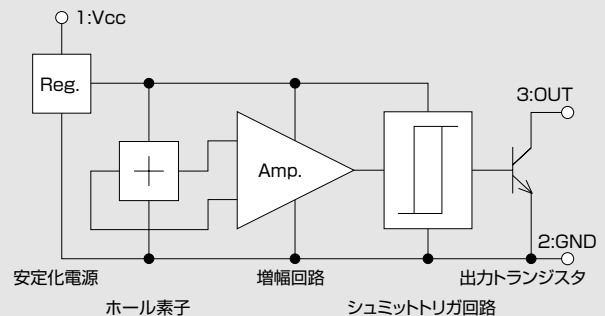 1:Vcc
Reg.
3:OUT
Amp.
2:GND
安定化電源
増幅回路
出力トランジスタ
ホール素子
シュミットトリガ回路